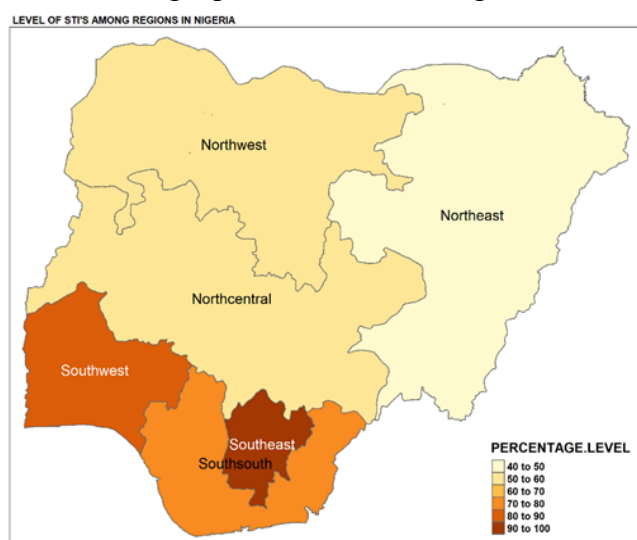 LEVEL OF STI'S AMONG REGIONS IN NIGERIA
Northwest
Northeast
Northcentral
Southwest
Southeast
Southsouth
PERCENTAGE.LEVEL
40 to 50
50 to 60
60 to 70
70 to 80
80 to 90
90 to 100